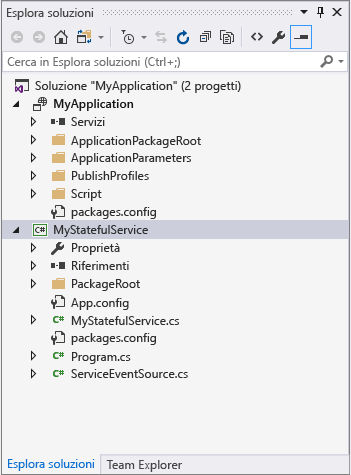 Esplora soluzioni
Cerca in Esplora soluzioni (Ctrl+;)
Soluzione "MyApplication" (2 progetti)
MyApplication
Servizi
ApplicationPackageRoot
ApplicationParameters
PublishProfiles
Script
packages.config
C# MyStatefulService
Proprietà
Riferimenti
PackageRoot
App.config
C# MyStatefulService.cs
packages.config
C# Program.cs
C# ServiceEventSource.cs
Esplora soluzioni Team Explorer